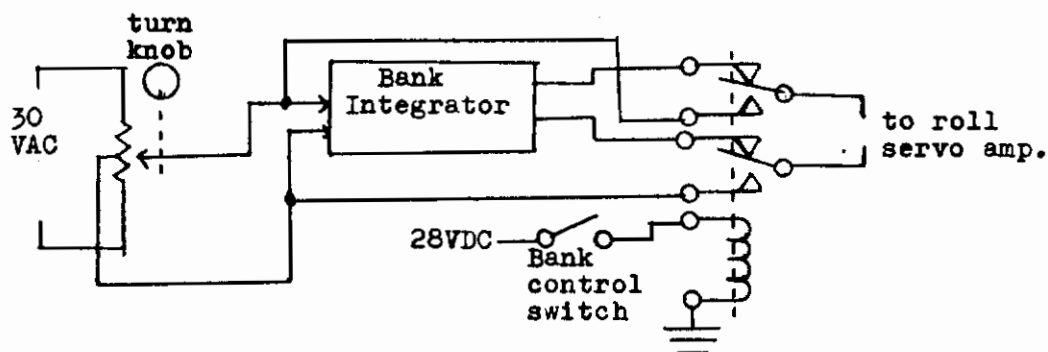 turn
knob
30
VAC
Bank
Integrator
to roll
servo amp.
28VDC
Bank
control
switch